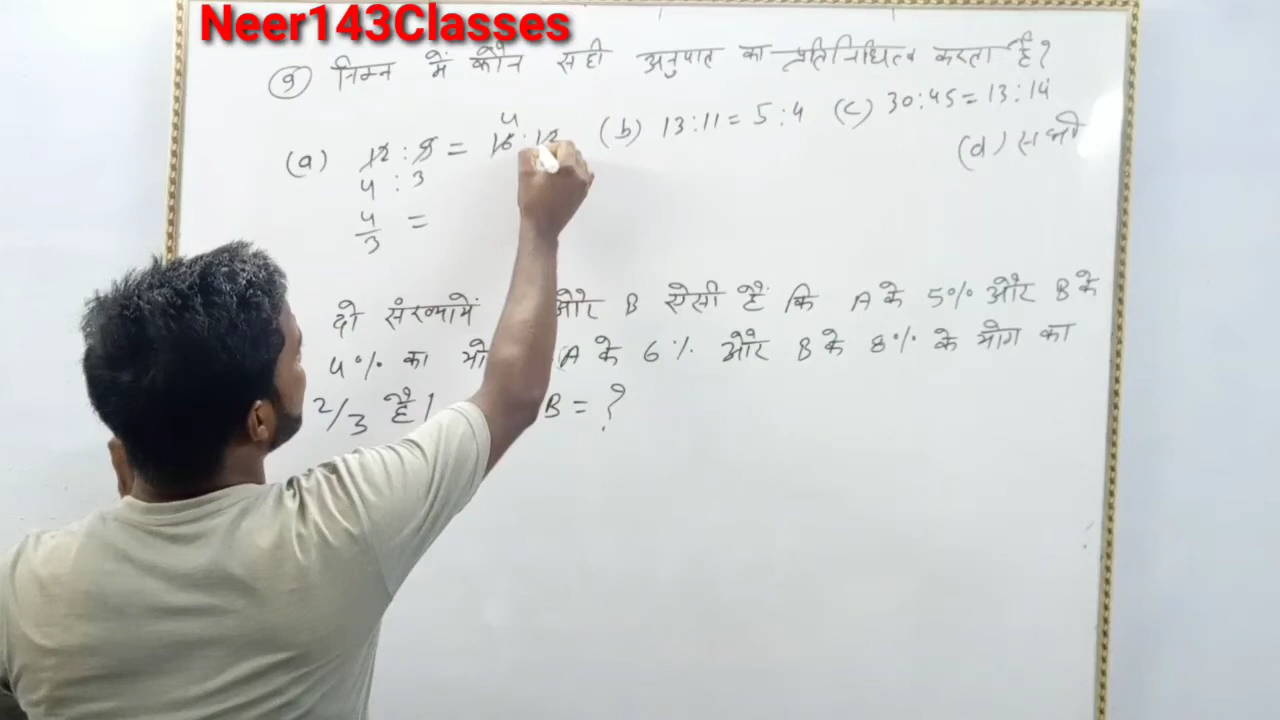 Neer143Classes
9 निम्न में कौन सही अनुपात का प्रतिनिधित्व करता है?
(a) 12 : 9 = 16 : 12 (b) 13:11 = 5:4 (c) 30:45 = 13:14
4
(d) सभी
4 : 3
4/3 =
दो संख्यायें और B ऐसी हैं कि A के 5% और B के
4% का A के 6% और B के 8% के योग का
2/3 है। B = ?